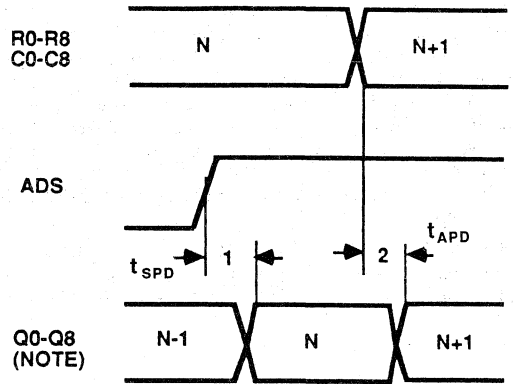 R0-R8
C0-C8
N
N+1
ADS
tSPD
1
2
tAPD
Q0-Q8
(NOTE)
N-1
N
N+1